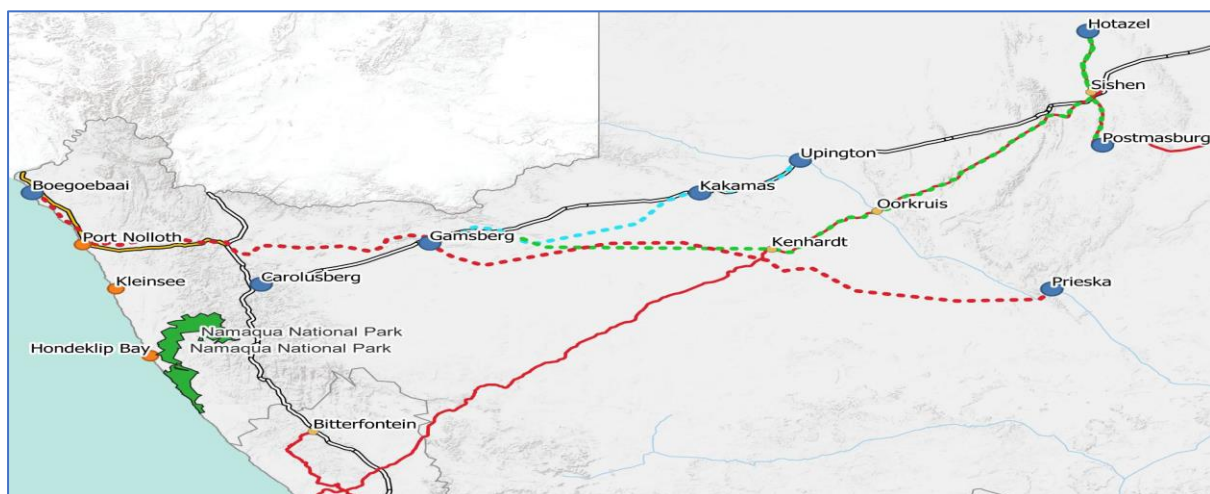 Hotazel
Sishen
Postmasburg
Upington
Kakamas
Boegoebaai
Oorkruis
Port Nolloth
Gamsberg
Kenhardt
Kleinsee
Carolusberg
Prieska
Namaqua National Park
Namaqua National Park
Hondeklip Bay
Bitterfontein